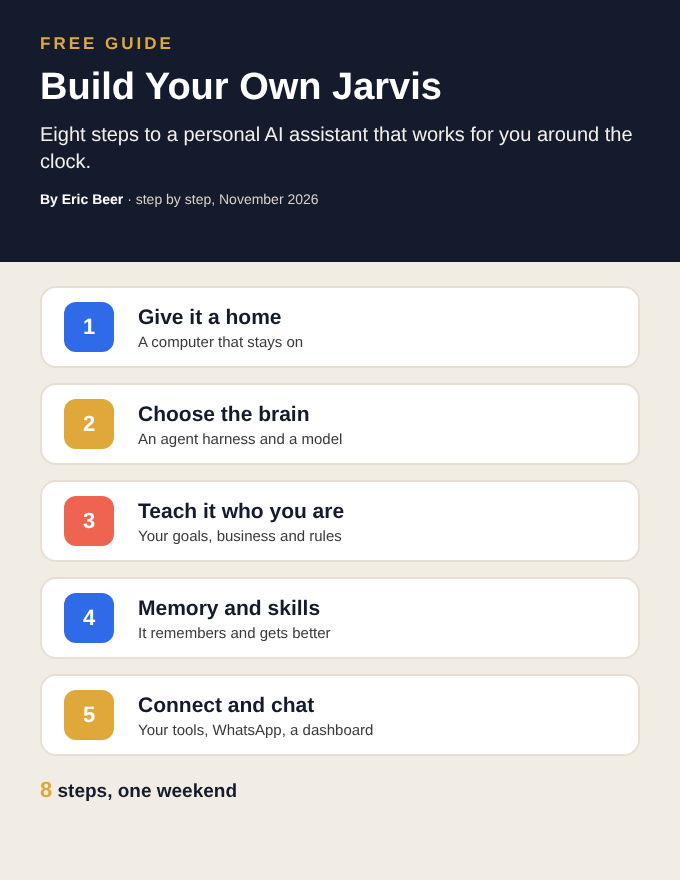 FREE GUIDE
Build Your Own Jarvis
Eight steps to a personal AI assistant that works for you around the
clock.
By Eric Beer · step by step, November 2026
1
Give it a home
A computer that stays on
2
Choose the brain
An agent harness and a model
3
Teach it who you are
Your goals, business and rules
4
Memory and skills
It remembers and gets better
5
Connect and chat
Your tools, WhatsApp, a dashboard
8 steps, one weekend